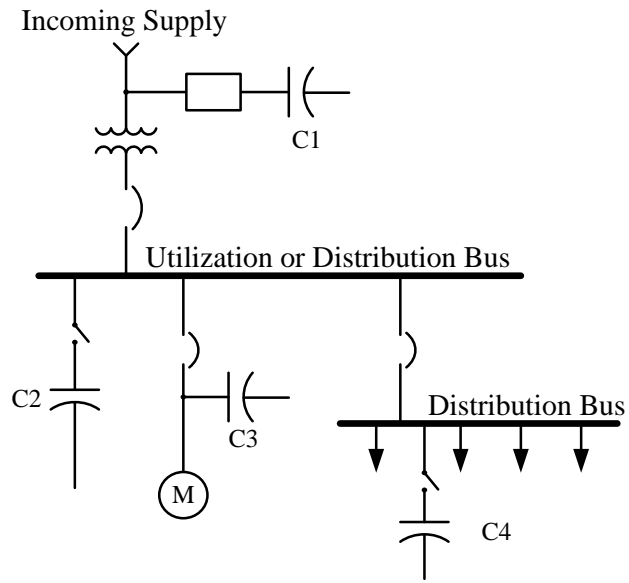 Incoming Supply
C1
Utilization or Distribution Bus
C2
C3
Distribution Bus
M
C4